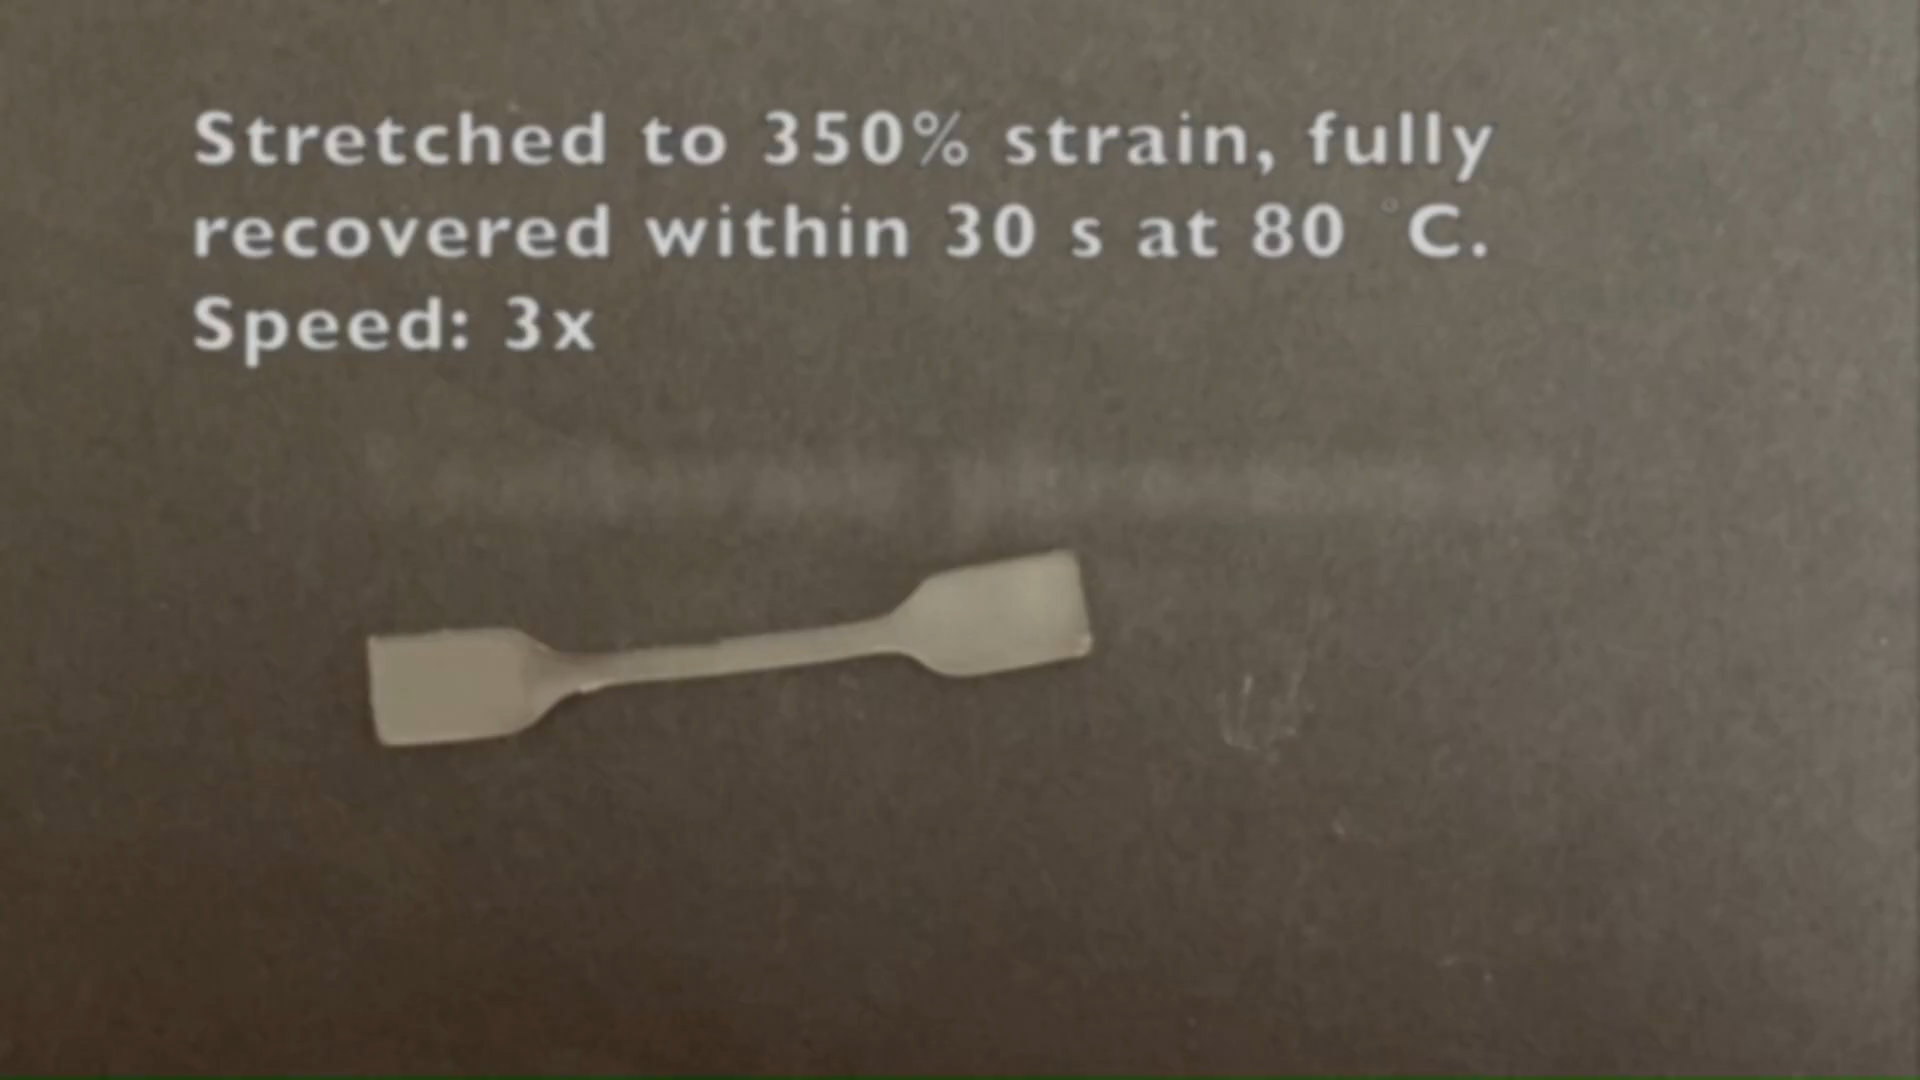 Stretched to 350% strain, fully
recovered within 30 s at 80 °C.
Speed: 3x